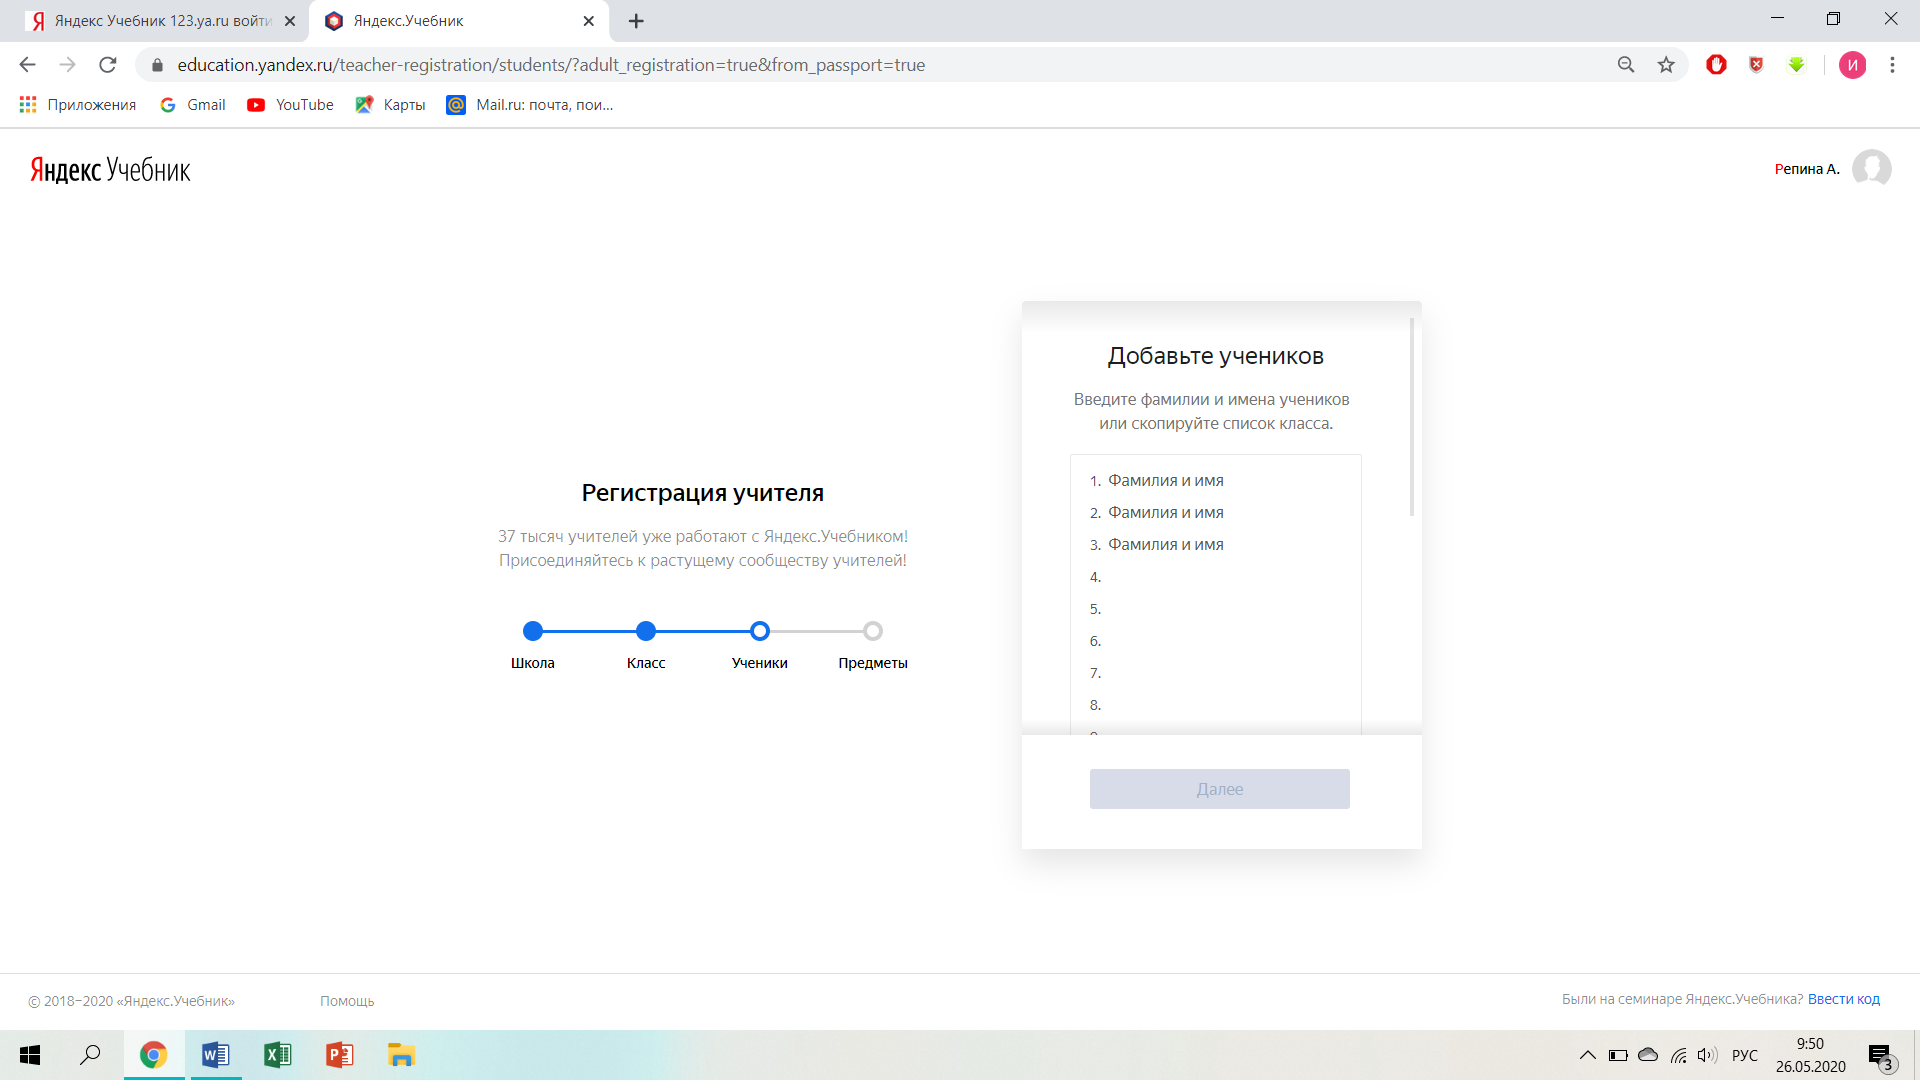 Яндекс Учебник 123.ya.ru войти
Яндекс.Учебник
education.yandex.ru/teacher-registration/students/?adult_registration=true&from_passport=true
И
Приложения
Gmail
YouTube
Карты
Mail.ru: почта, пои...
Яндекс Учебник
Репина А.
Добавьте учеников
Введите фамилии и имена учеников
или скопируйте список класса.
1. Фамилия и имя
2. Фамилия и имя
3. Фамилия и имя
4.
5.
6.
7.
8.
Далее
Регистрация учителя
37 тысяч учителей уже работают с Яндекс.Учебником!
Присоединяйтесь к растущему сообществу учителей!
Школа
Класс
Ученики
Предметы
© 2018–2020 «Яндекс.Учебник»
Помощь
Были на семинаре Яндекс.Учебника? Ввести код
РУС
9:50
26.05.2020
3